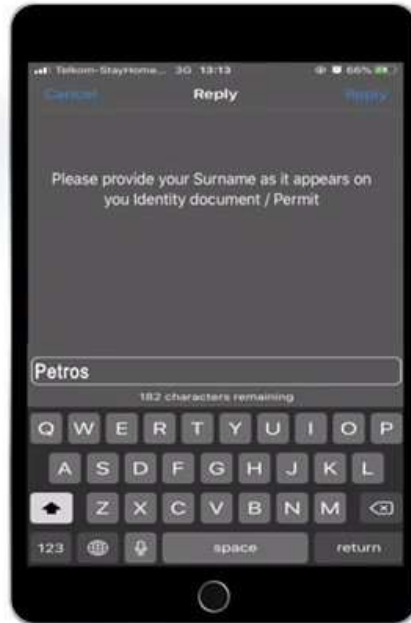 Telkom-StayHome... 3G 13:13 66%
Cancel Reply Reply
Please provide your Surname as it appears on
you Identity document / Permit
Petros
182 characters remaining
Q W E R T Y U I O P
A S D F G H J K L
Z X C V B N M
123 space return